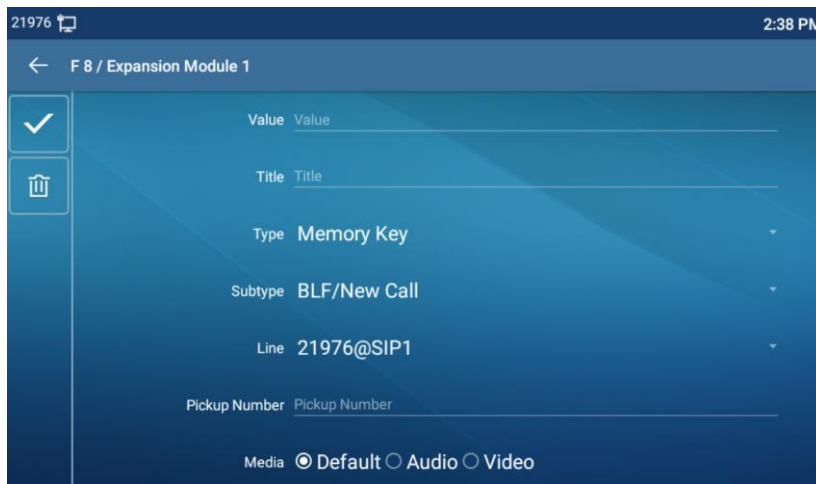 21976 2:38 PM
F 8 / Expansion Module 1
Value Value
Title Title
Type Memory Key
Subtype BLF/New Call
Line 21976@SIP1
Pickup Number Pickup Number
Media Default Audio Video